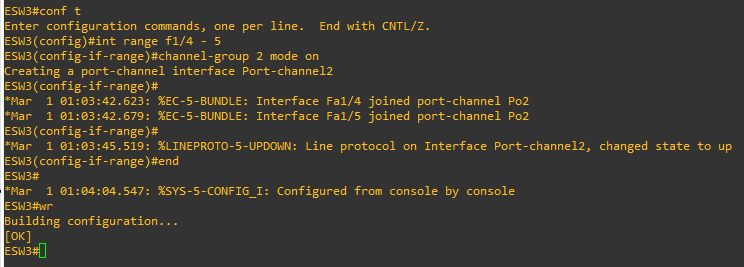 ESW3#conf t
Enter configuration commands, one per line.  End with CNTL/Z.
ESW3(config)#int range f1/4 - 5
ESW3(config-if-range)#channel-group 2 mode on
Creating a port-channel interface Port-channel2
ESW3(config-if-range)#
*Mar  1 01:03:42.623: %EC-5-BUNDLE: Interface Fa1/4 joined port-channel Po2
*Mar  1 01:03:42.679: %EC-5-BUNDLE: Interface Fa1/5 joined port-channel Po2
ESW3(config-if-range)#
*Mar  1 01:03:45.519: %LINEPROTO-5-UPDOWN: Line protocol on Interface Port-channel2, changed state to up
ESW3(config-if-range)#end
ESW3#
*Mar  1 01:04:04.547: %SYS-5-CONFIG_I: Configured from console by console
ESW3#wr
Building configuration...
[OK]
ESW3#